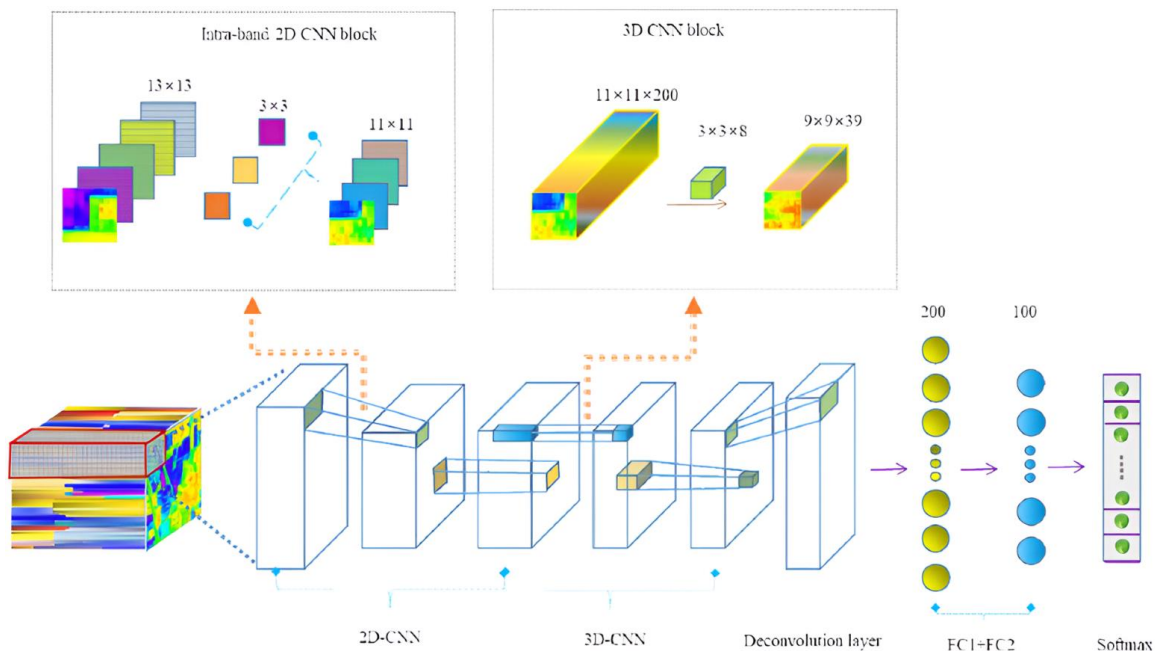 Intra-band 2D CNN block
13×13
3×3
11×11
3D CNN block
11×11×200
3×3×8
9×9×39
200
100
2D-CNN
3D-CNN
Deconvolution layer
FC1+FC2
Softmax